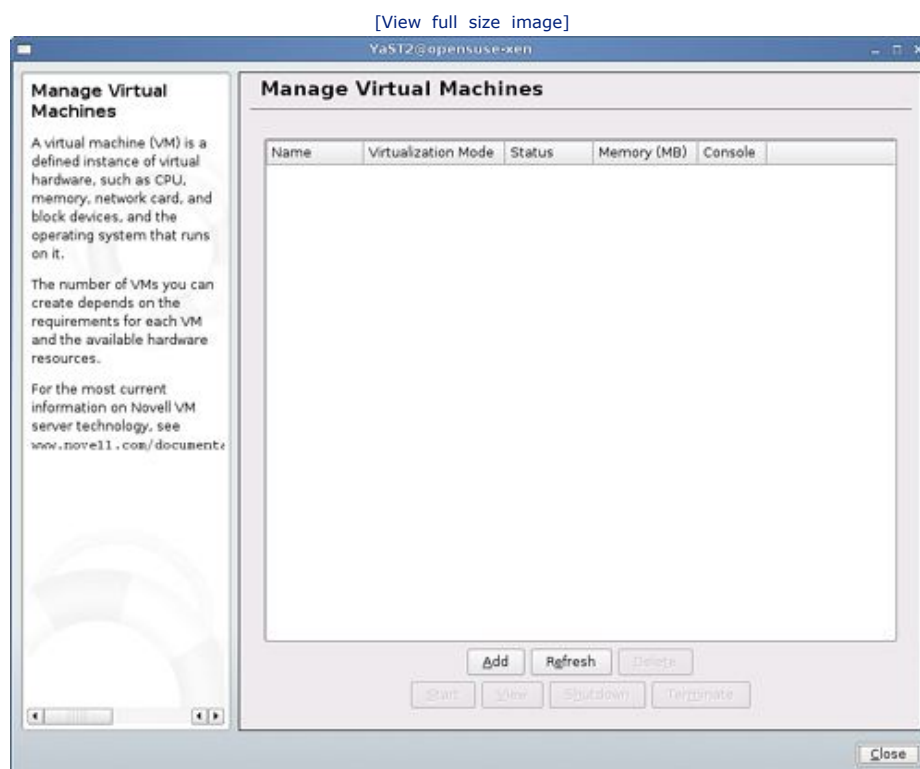 [View full size image]
YaST2@opensuse-xen
Manage Virtual
Machines
A virtual machine (VM) is a
defined instance of virtual
hardware, such as CPU,
memory, network card, and
block devices, and the
operating system that runs
on it.
The number of VMs you can
create depends on the
requirements for each VM
and the available hardware
resources.
For the most current
information on Novell VM
server technology, see
www.novell.com/documenta
Manage Virtual Machines
Name Virtualization Mode Status Memory (MB) Console
Add Refresh Delete
Start View Shutdown Terminate
Close